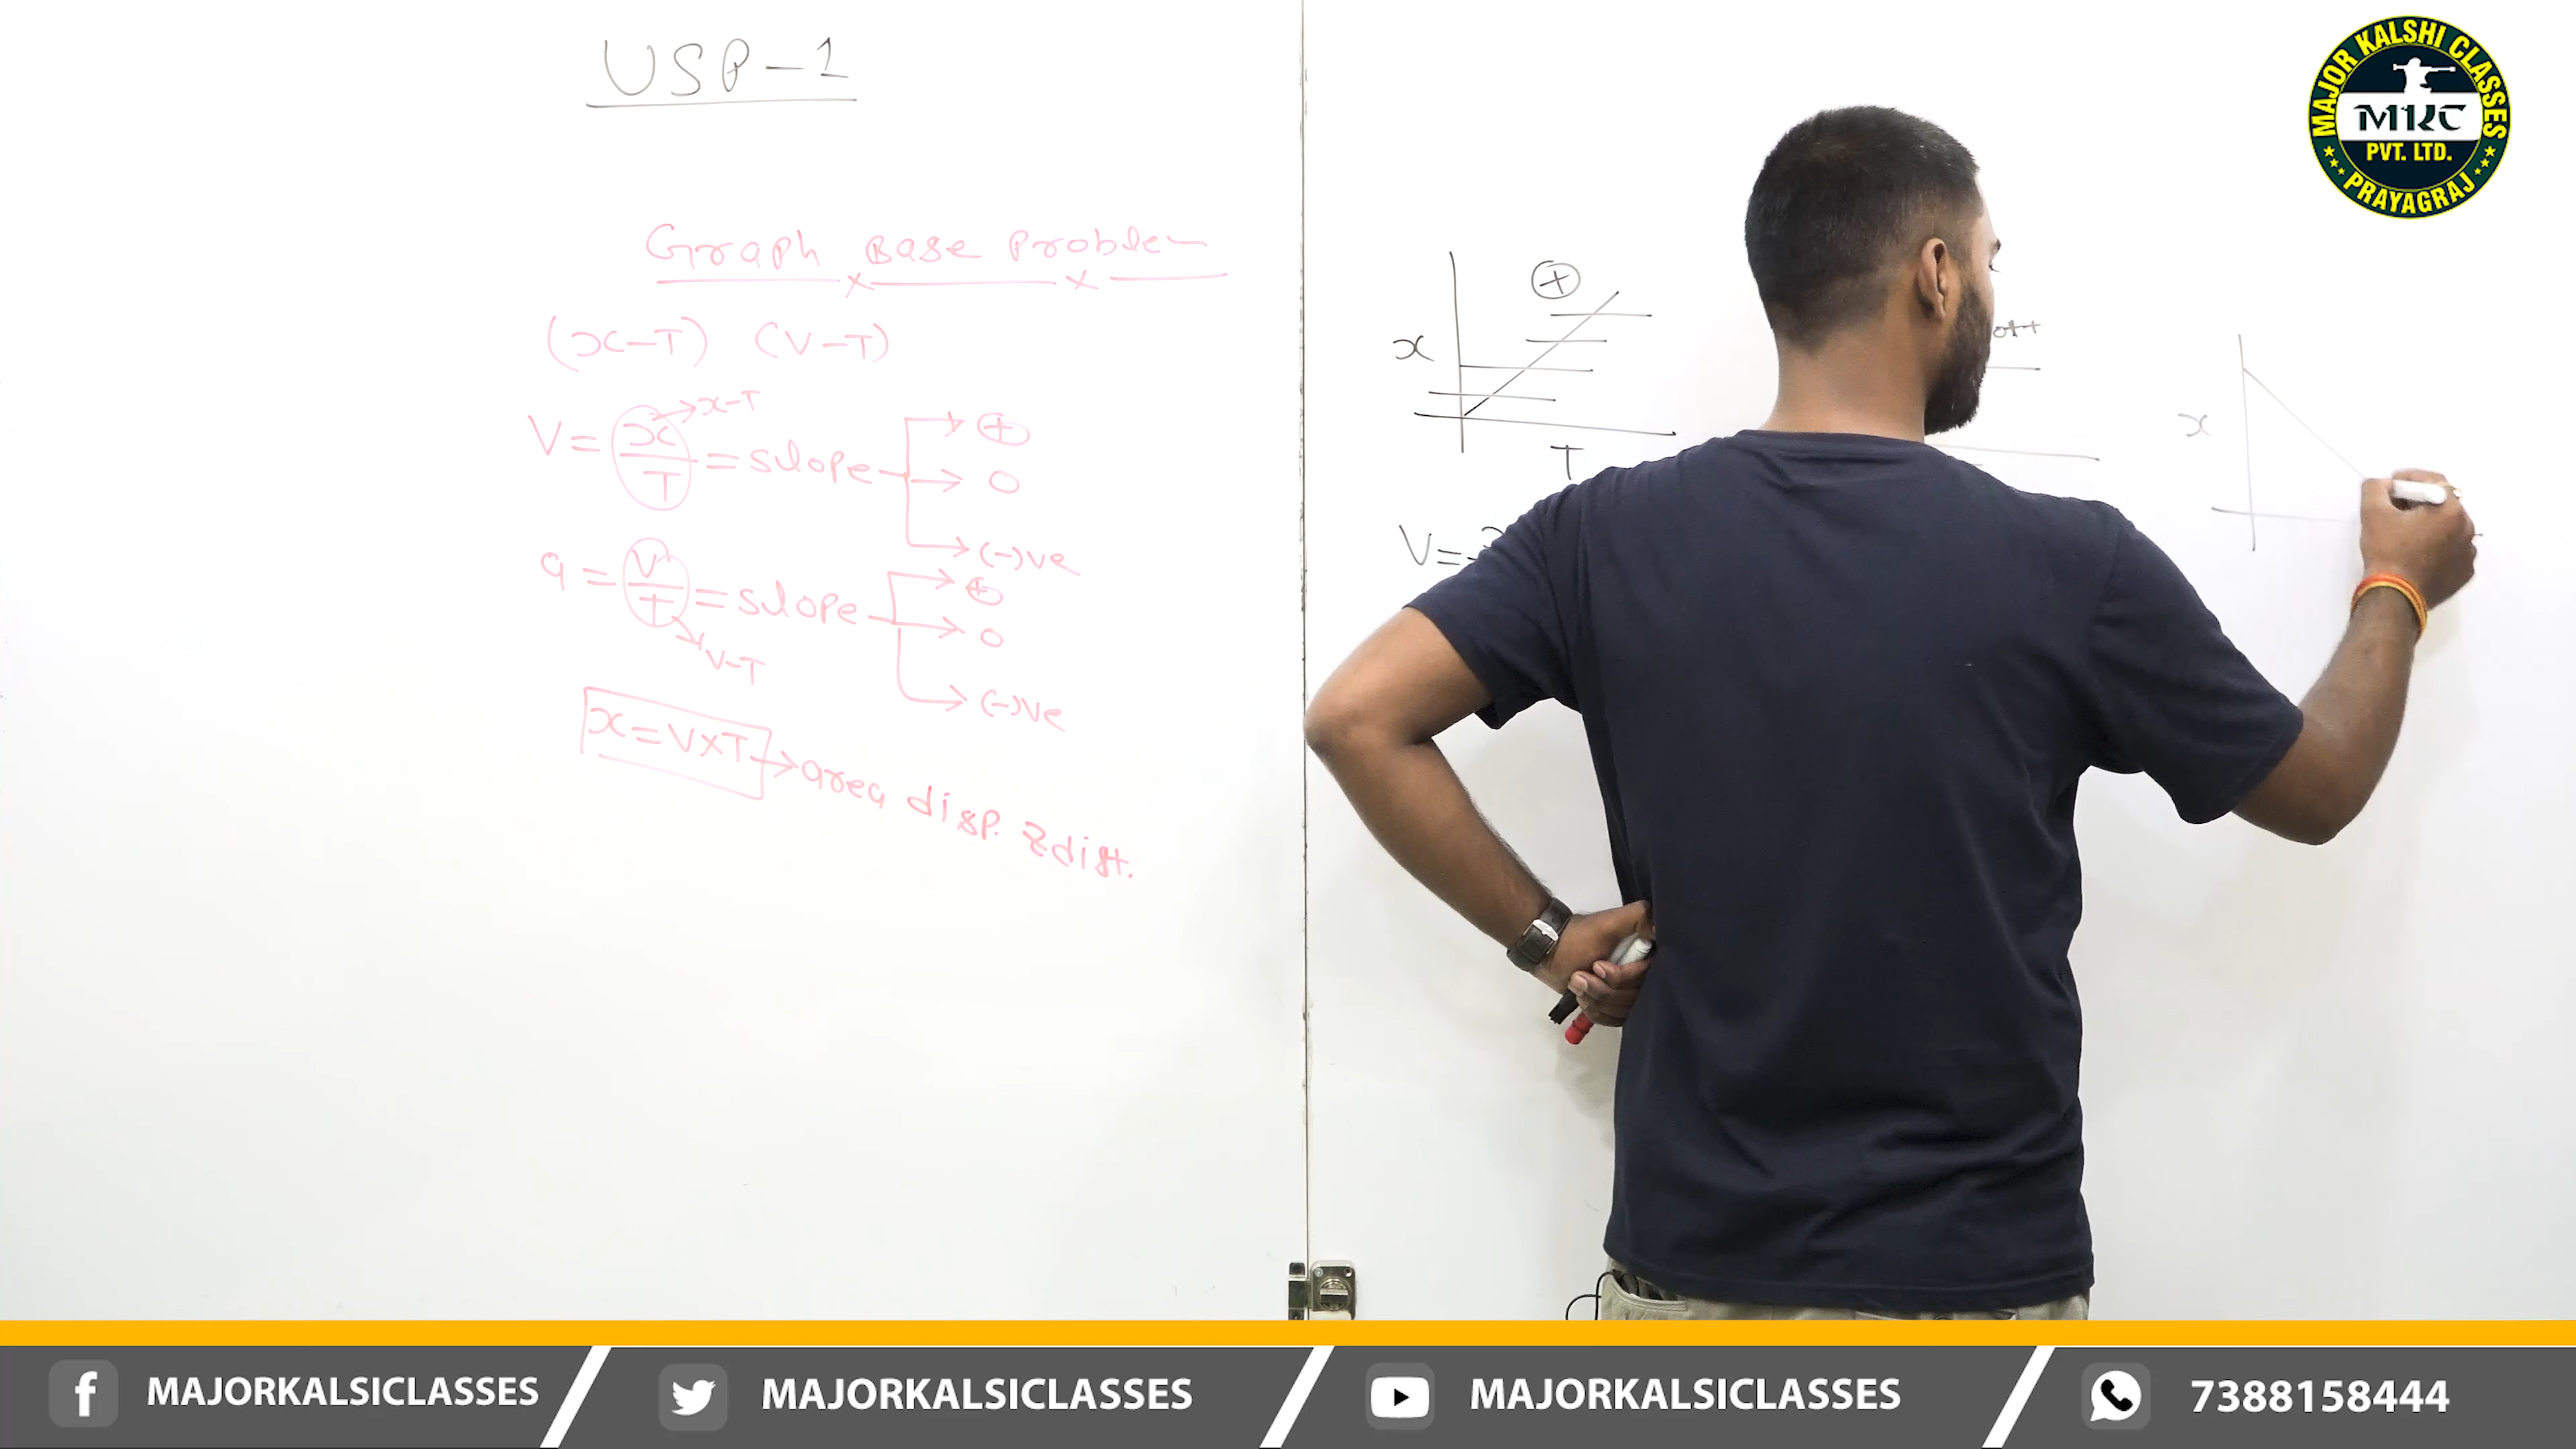 USP-1
Graph Base Problem
(x-T) (V-T)
V = x/T = slope
x-T
+
0
(-)ve
a = V/T = slope
V-T
+
0
(-)ve
x = V×T → area disp. & dist.
+
x
T
V =
x
MAJOR KALSHI CLASSES
MKC
PVT. LTD.
PRAYAGRAJ
MAJORKALSICLASSES
MAJORKALSICLASSES
MAJORKALSICLASSES
7388158444